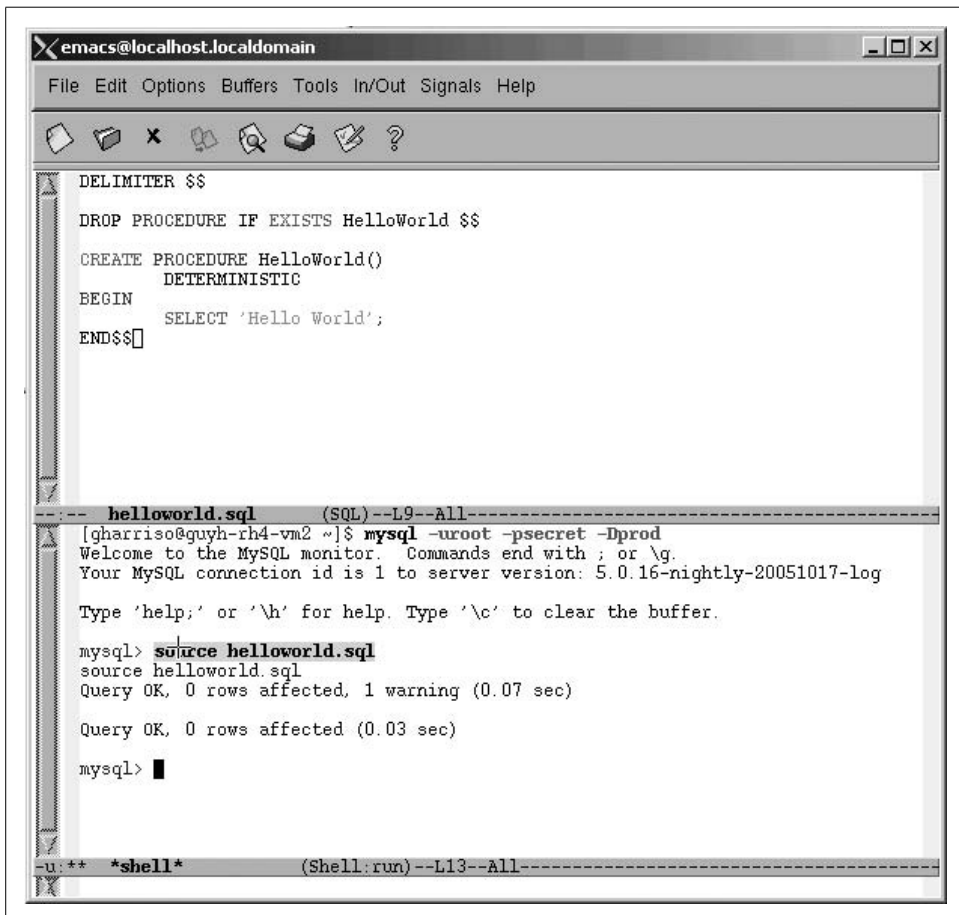 emacs@localhost.localdomain
File Edit Options Buffers Tools In/Out Signals Help
DELIMITER $$
DROP PROCEDURE IF EXISTS HelloWorld $$
CREATE PROCEDURE HelloWorld()
DETERMINISTIC
BEGIN
SELECT 'Hello World';
END$$
--:-- helloworld.sql (SQL)--L9--All--------------------------------------------------
[gharriso@guyh-rh4-vm2 ~]$ mysql -uroot -psecret -Dprod
Welcome to the MySQL monitor. Commands end with ; or \g.
Your MySQL connection id is 1 to server version: 5.0.16-nightly-20051017-log
Type 'help;' or '\h' for help. Type '\c' to clear the buffer.
mysql> source helloworld.sql
source helloworld.sql
Query OK, 0 rows affected, 1 warning (0.07 sec)
Query OK, 0 rows affected (0.03 sec)
mysql>
-u:** *shell* (Shell:run)--L13--All--------------------------------------------